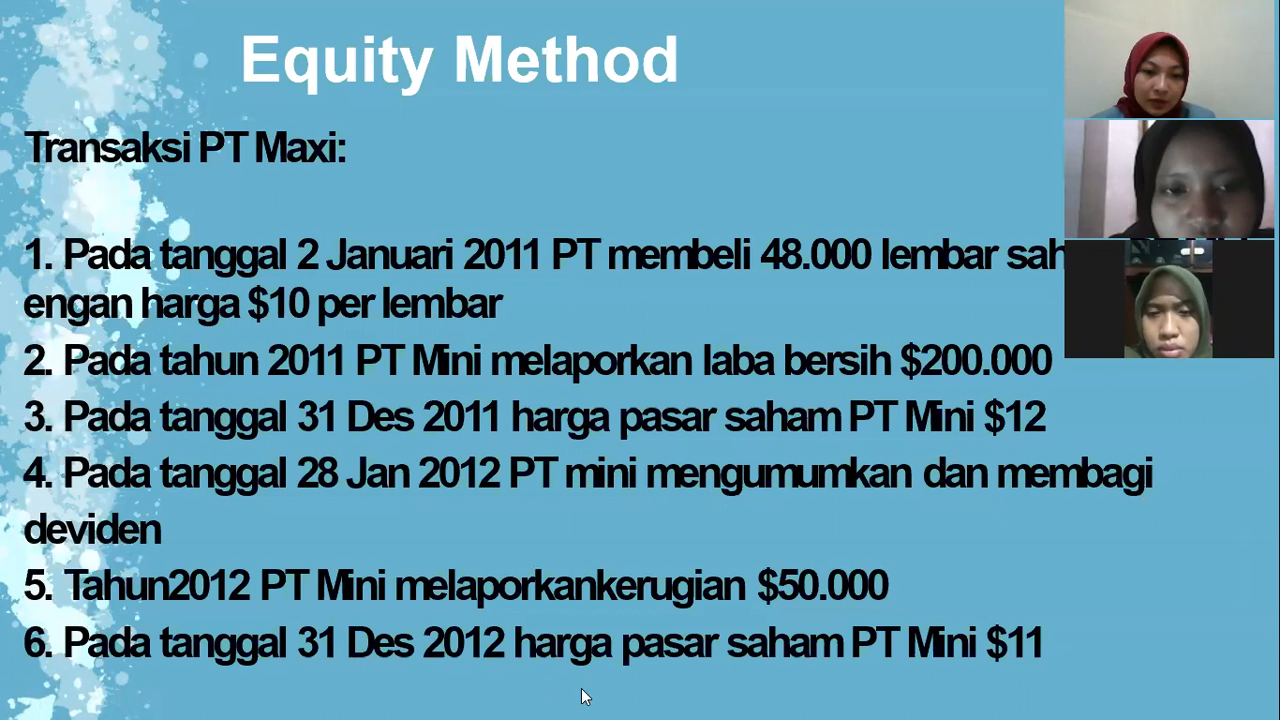 Equity Method
Transaksi PT Maxi:
1. Pada tanggal 2 Januari 2011 PT membeli 48.000 lembar sah
engan harga $10 per lembar
2. Pada tahun 2011 PT Mini melaporkan laba bersih $200.000
3. Pada tanggal 31 Des 2011 harga pasar saham PT Mini $12
4. Pada tanggal 28 Jan 2012 PT mini mengumumkan dan membagi
deviden
5. Tahun2012 PT Mini melaporkankerugian $50.000
6. Pada tanggal 31 Des 2012 harga pasar saham PT Mini $11